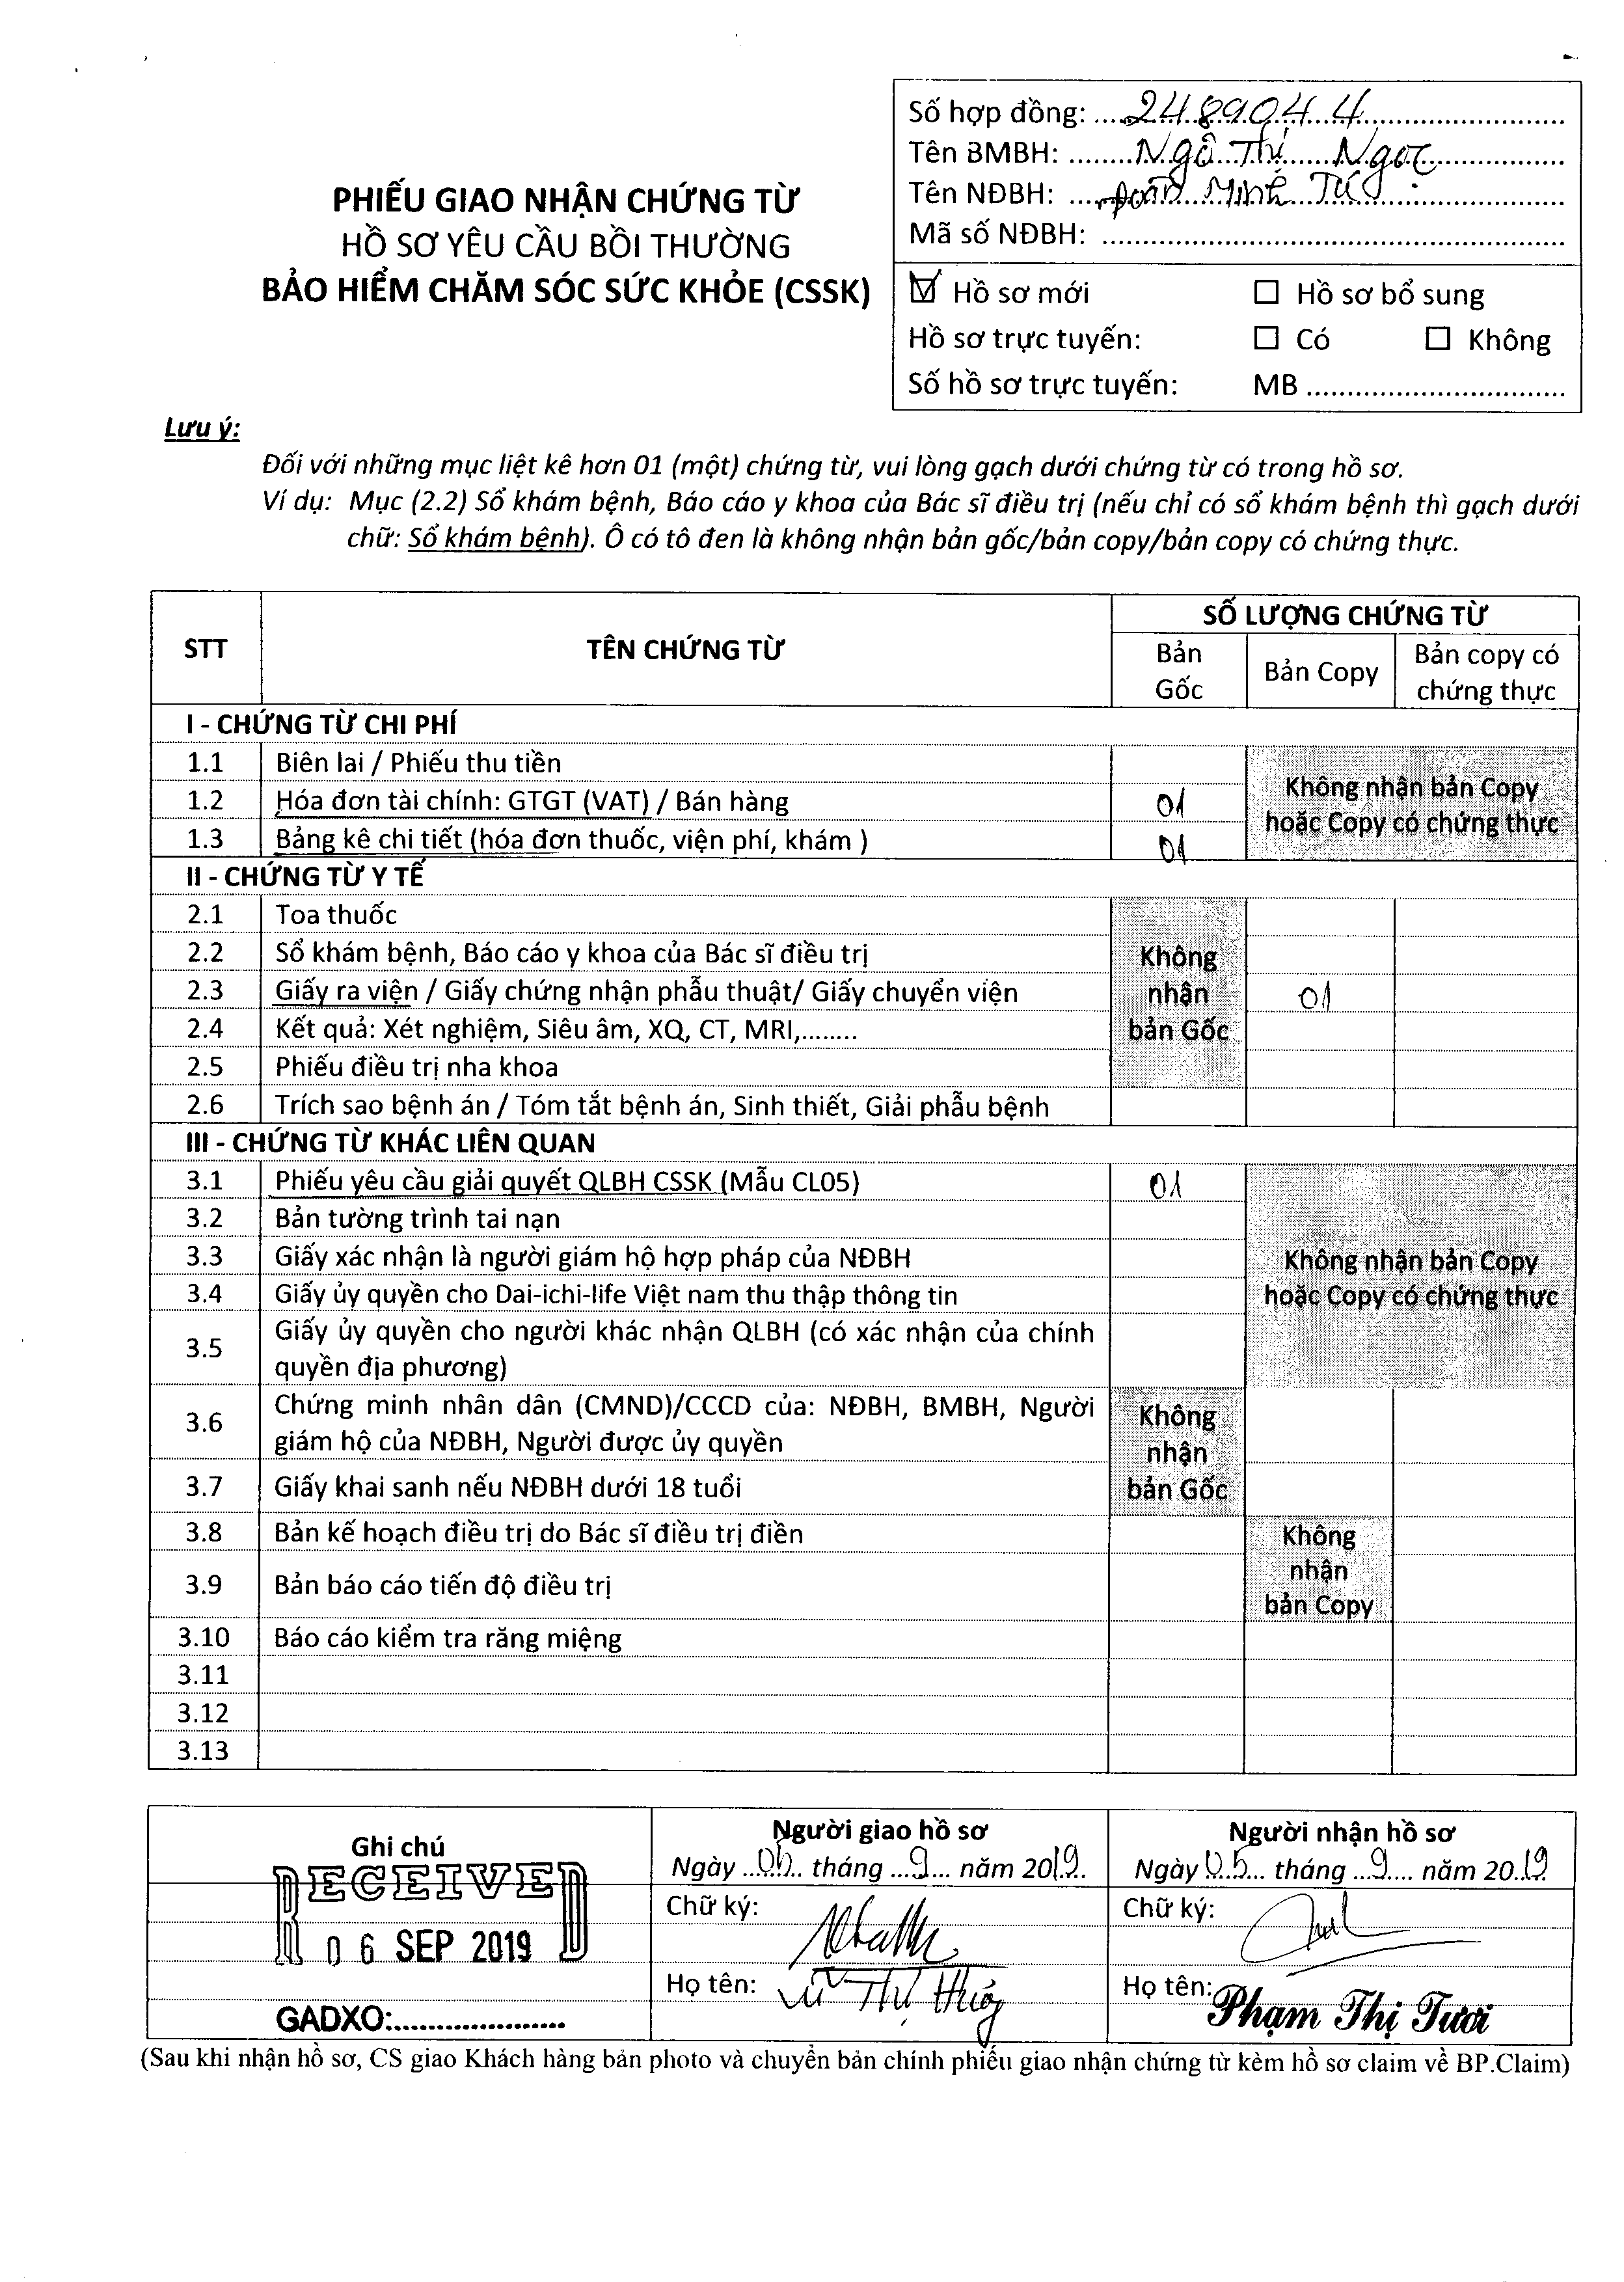 Số hợp đồng: ....2489044
Tên BMBH: ........Ngô Thị Ngọc
Tên NĐBH: ....Đoàn Minh Tú
Mã số NĐBH: ........
PHIẾU GIAO NHẬN CHỨNG TỪ
HỒ SƠ YÊU CẦU BỒI THƯỜNG
BẢO HIỂM CHĂM SÓC SỨC KHỎE (CSSK)
☑ Hồ sơ mới ☐ Hồ sơ bổ sung
Hồ sơ trực tuyến: ☐ Có ☐ Không
Số hồ sơ trực tuyến: MB ........
Lưu ý:
Đối với những mục liệt kê hơn 01 (một) chứng từ, vui lòng gạch dưới chứng từ có trong hồ sơ.
Ví dụ: Mục (2.2) Sổ khám bệnh, Báo cáo y khoa của Bác sĩ điều trị (nếu chỉ có sổ khám bệnh thì gạch dưới
chữ: Sổ khám bệnh). Ô có tô đen là không nhận bản gốc/bản copy/bản copy có chứng thực.
STT TÊN CHỨNG TỪ SỐ LƯỢNG CHỨNG TỪ
Bản Gốc Bản Copy Bản copy có chứng thực
I - CHỨNG TỪ CHI PHÍ
1.1 Biên lai / Phiếu thu tiền
1.2 Hóa đơn tài chính: GTGT (VAT) / Bán hàng 01
1.3 Bảng kê chi tiết (hóa đơn thuốc, viện phí, khám ) 01
Không nhận bản Copy
hoặc Copy có chứng thực
II - CHỨNG TỪ Y TẾ
2.1 Toa thuốc
2.2 Sổ khám bệnh, Báo cáo y khoa của Bác sĩ điều trị
2.3 Giấy ra viện / Giấy chứng nhận phẫu thuật/ Giấy chuyển viện 01
2.4 Kết quả: Xét nghiệm, Siêu âm, XQ, CT, MRI,........
2.5 Phiếu điều trị nha khoa
Không
nhận
bản Gốc
2.6 Trích sao bệnh án / Tóm tắt bệnh án, Sinh thiết, Giải phẫu bệnh
III - CHỨNG TỪ KHÁC LIÊN QUAN
3.1 Phiếu yêu cầu giải quyết QLBH CSSK (Mẫu CL05) 01
3.2 Bản tường trình tai nạn
3.3 Giấy xác nhận là người giám hộ hợp pháp của NĐBH
3.4 Giấy ủy quyền cho Dai-ichi-life Việt nam thu thập thông tin
3.5 Giấy ủy quyền cho người khác nhận QLBH (có xác nhận của chính
quyền địa phương)
Không nhận bản Copy
hoặc Copy có chứng thực
3.6 Chứng minh nhân dân (CMND)/CCCD của: NĐBH, BMBH, Người
giám hộ của NĐBH, Người được ủy quyền
3.7 Giấy khai sanh nếu NĐBH dưới 18 tuổi
Không
nhận
bản Gốc
3.8 Bản kế hoạch điều trị do Bác sĩ điều trị điền
3.9 Bản báo cáo tiến độ điều trị
Không
nhận
bản Copy
3.10 Báo cáo kiểm tra răng miệng
3.11
3.12
3.13
Ghi chú
RECEIVED
06 SEP 2019
GADXO:....................
Người giao hồ sơ
Ngày ...05... tháng ...9... năm 2019.
Chữ ký:
Họ tên: Thị
Người nhận hồ sơ
Ngày 05... tháng ...9.... năm 20.19
Chữ ký:
Họ tên: Phạm Thị Tươi
(Sau khi nhận hồ sơ, CS giao Khách hàng bản photo và chuyển bản chính phiếu giao nhận chứng từ kèm hồ sơ claim về BP.Claim)